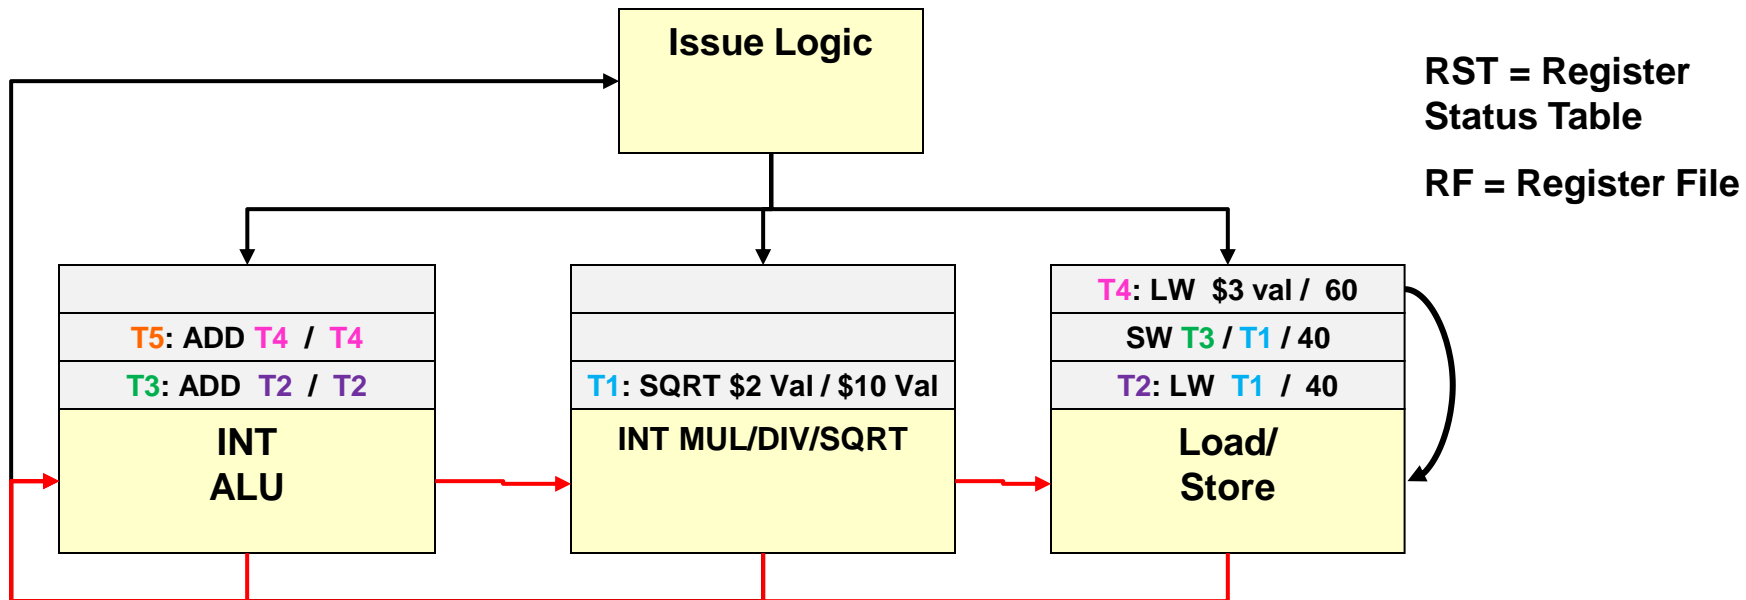 Issue Logic
RST = Register
Status Table
RF = Register File
T4: LW $3 val / 60
T5: ADD T4 / T4
SW T3 / T1 / 40
T3: ADD T2 / T2
T1: SQRT $2 Val / $10 Val
T2: LW T1 / 40
INT
ALU
INT MUL/DIV/SQRT
Load/
Store